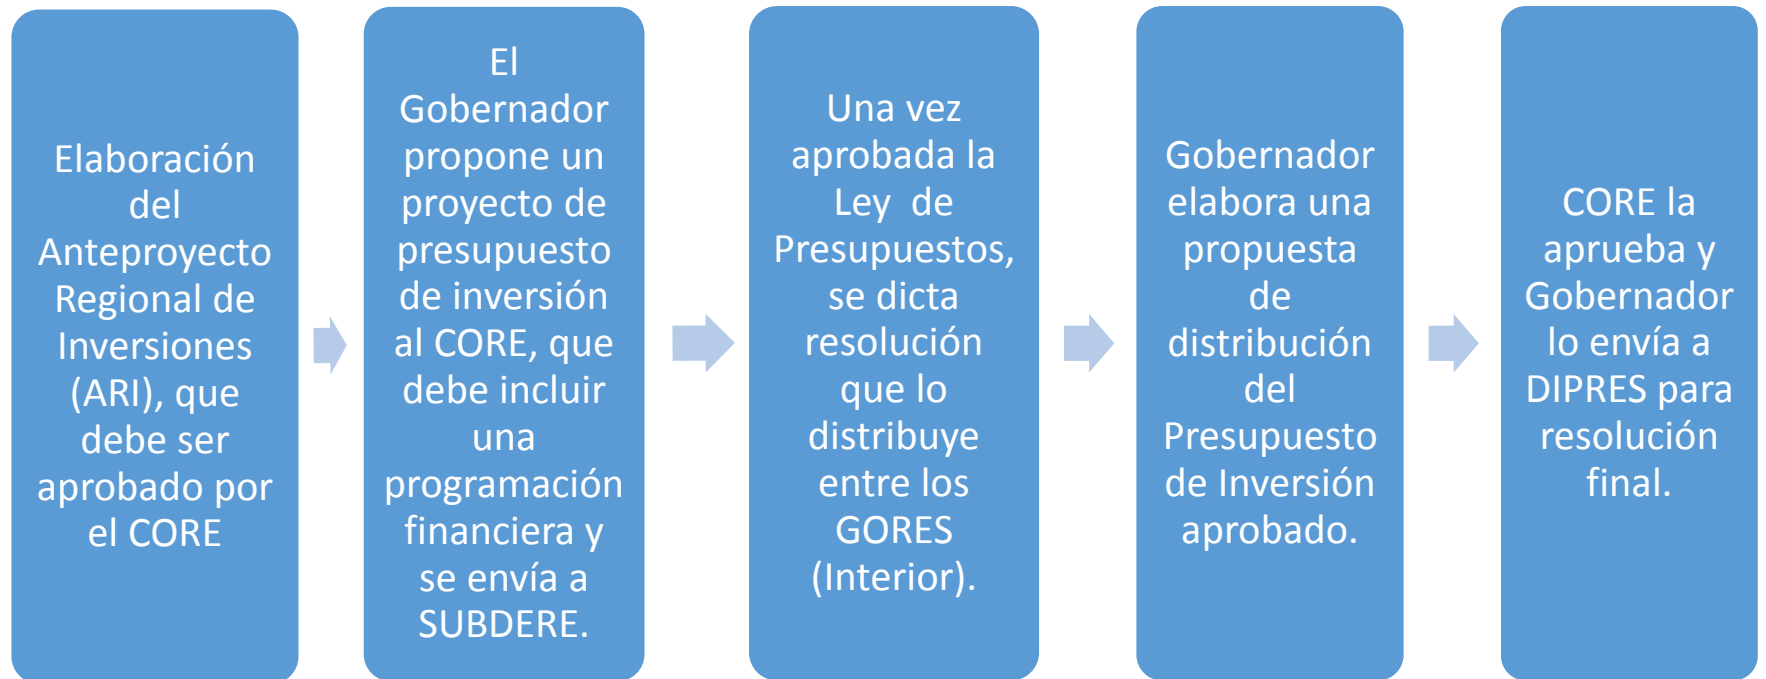 Elaboración
del
Anteproyecto
Regional de
Inversiones
(ARI), que
debe ser
aprobado por
el CORE
El
Gobernador
propone un
proyecto de
presupuesto
de inversión
al CORE, que
debe incluir
una
programación
financiera y
se envía a
SUBDERE.
Una vez
aprobada la
Ley  de
Presupuestos,
se dicta
resolución
que lo
distribuye
entre los
GORES
(Interior).
Gobernador
elabora una
propuesta
de
distribución
del
Presupuesto
de Inversión
aprobado.
CORE la
aprueba y
Gobernador
lo envía a
DIPRES para
resolución
final.